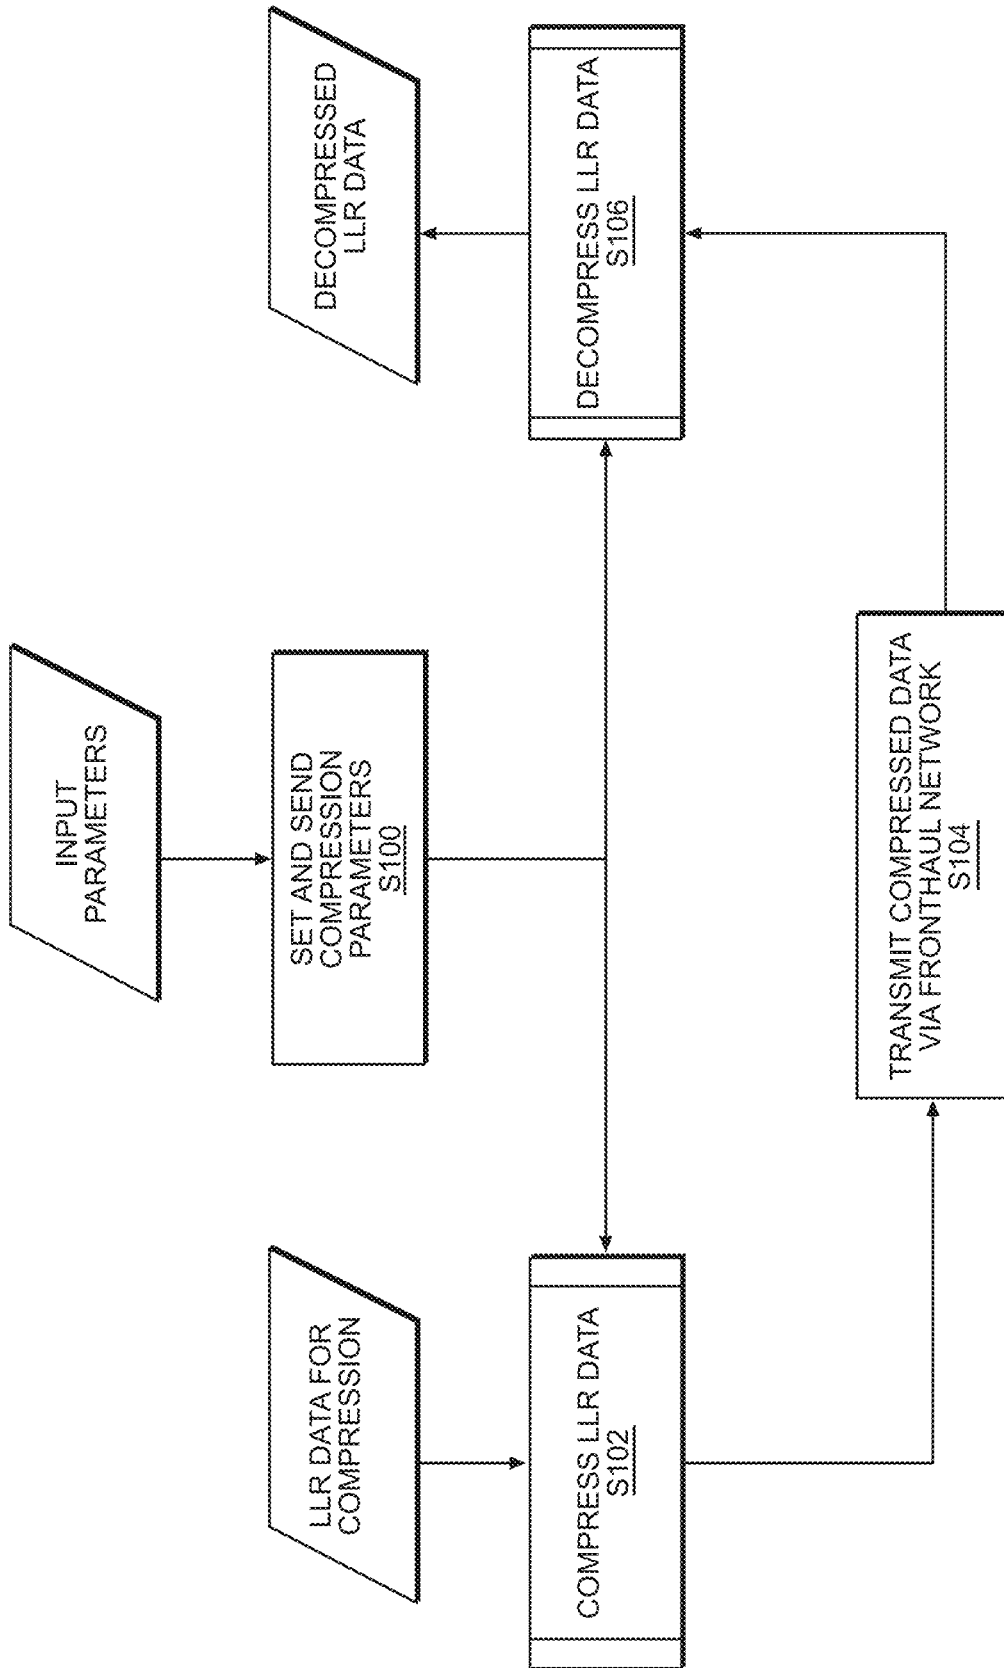 INPUT
PARAMETERS
LLR DATA FOR
COMPRESSION
SET AND SEND
COMPRESSION
PARAMETERS
S100
DECOMPRESSED
LLR DATA
COMPRESS LLR DATA
S102
DECOMPRESS LLR DATA
S106
TRANSMIT COMPRESSED DATA
VIA FRONTHAUL NETWORK
S104